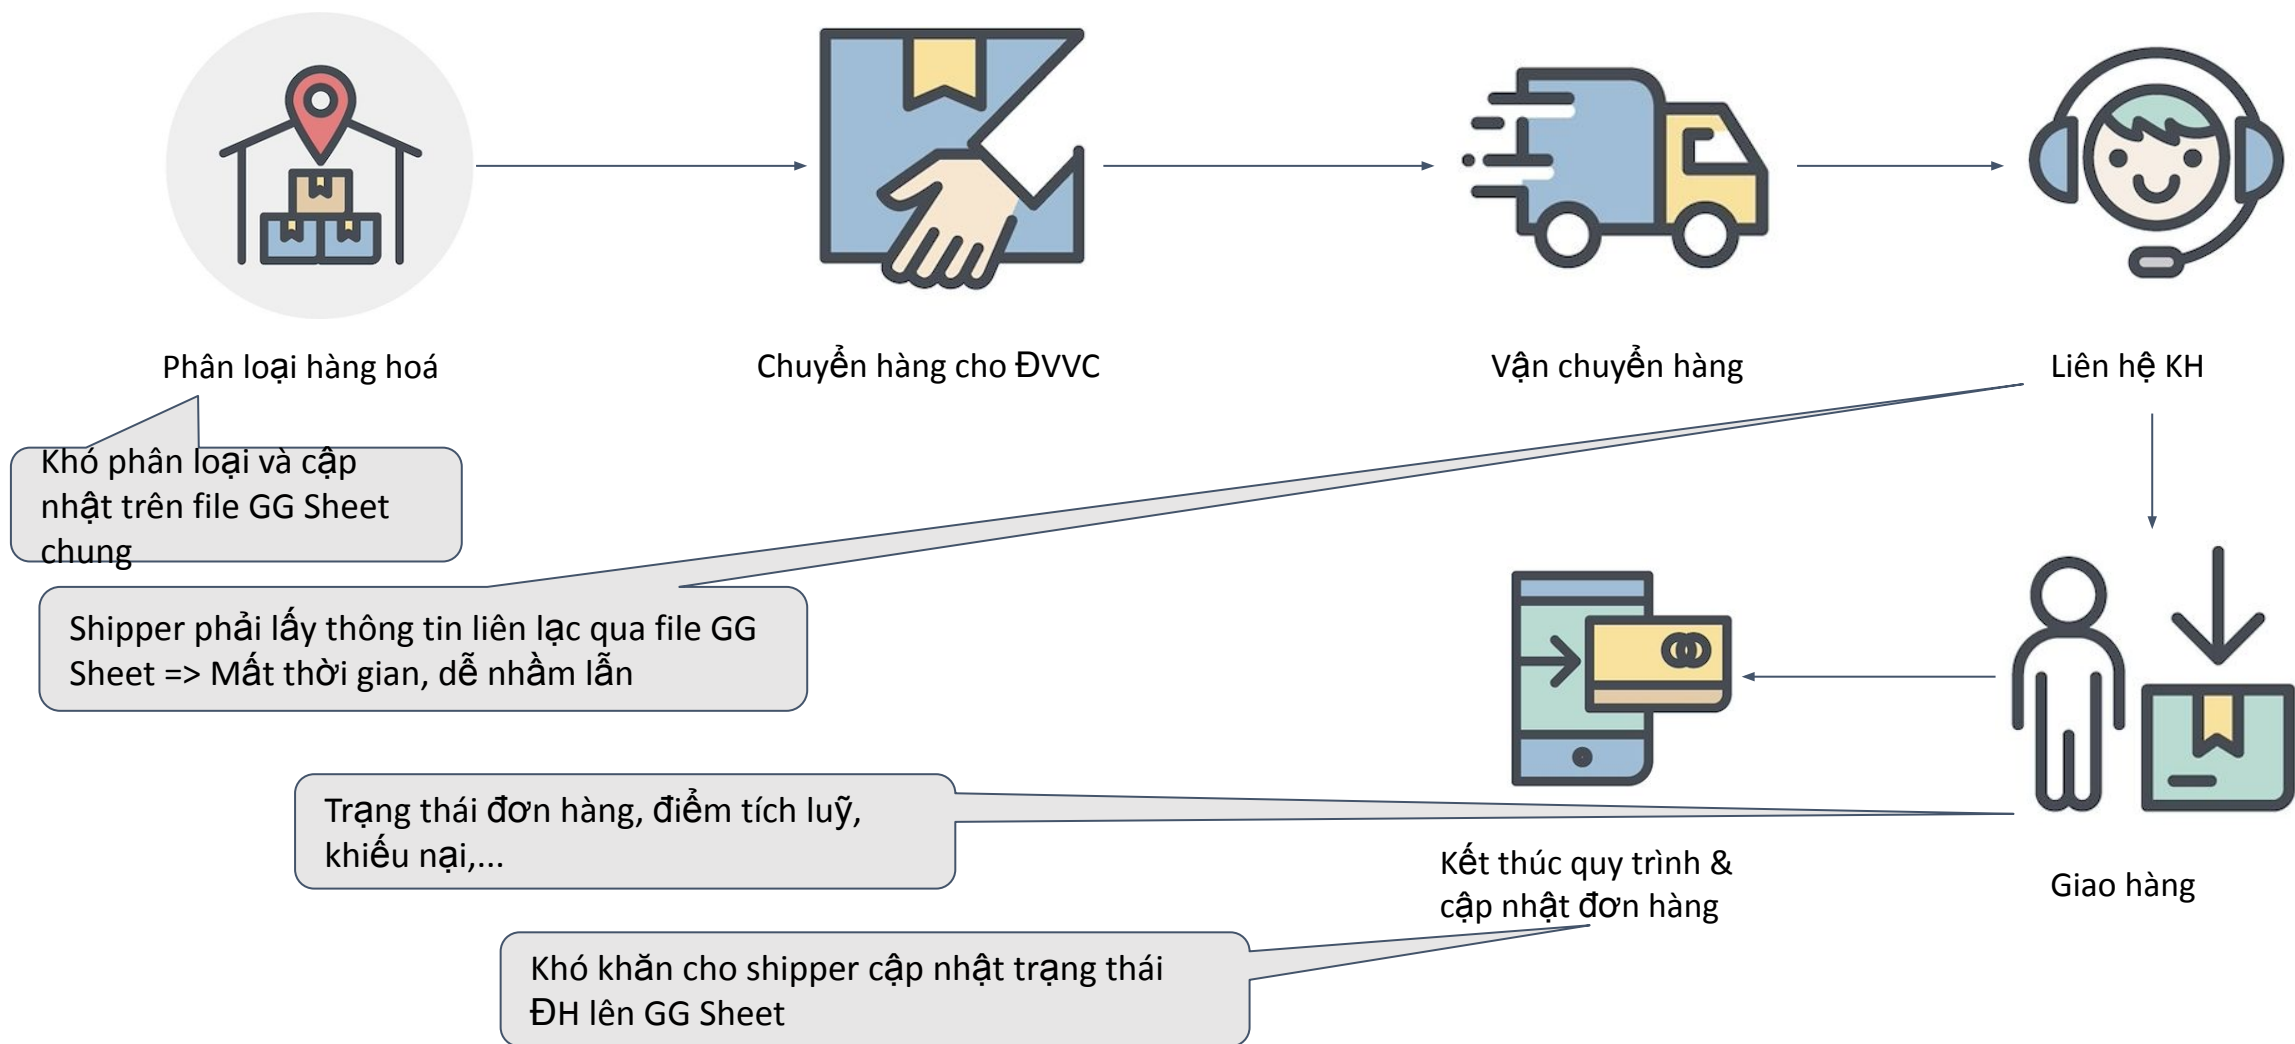 Phân loại hàng hoá
Chuyển hàng cho ĐVVC
Vận chuyển hàng
Liên hệ KH
Khó phân loại và cập
nhật trên file GG Sheet
chung
Shipper phải lấy thông tin liên lạc qua file GG
Sheet => Mất thời gian, dễ nhầm lẫn
Trạng thái đơn hàng, điểm tích luỹ,
khiếu nại,...
Kết thúc quy trình &
cập nhật đơn hàng
Giao hàng
Khó khăn cho shipper cập nhật trạng thái
ĐH lên GG Sheet